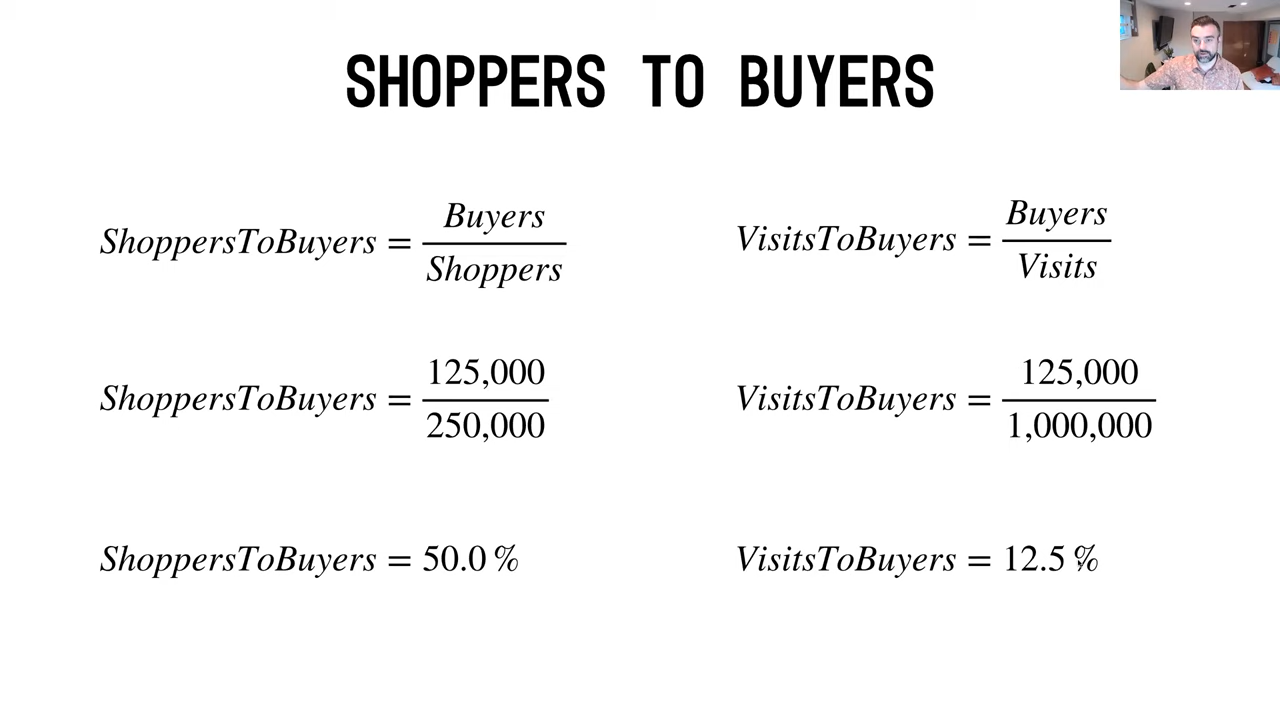 SHOPPERS TO BUYERS
ShoppersToBuyers = Buyers / Shoppers
VisitsToBuyers = Buyers / Visits
ShoppersToBuyers = 125,000 / 250,000
VisitsToBuyers = 125,000 / 1,000,000
ShoppersToBuyers = 50.0 %
VisitsToBuyers = 12.5 %